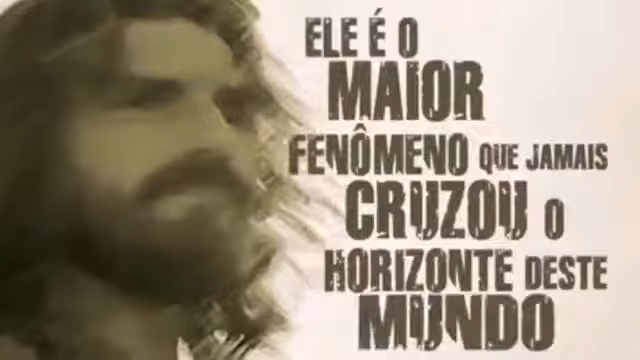 ELE É O
MAIOR
FENÔMENO QUE JAMAIS
CRUZOU O
HORIZONTE DESTE
MUNDO